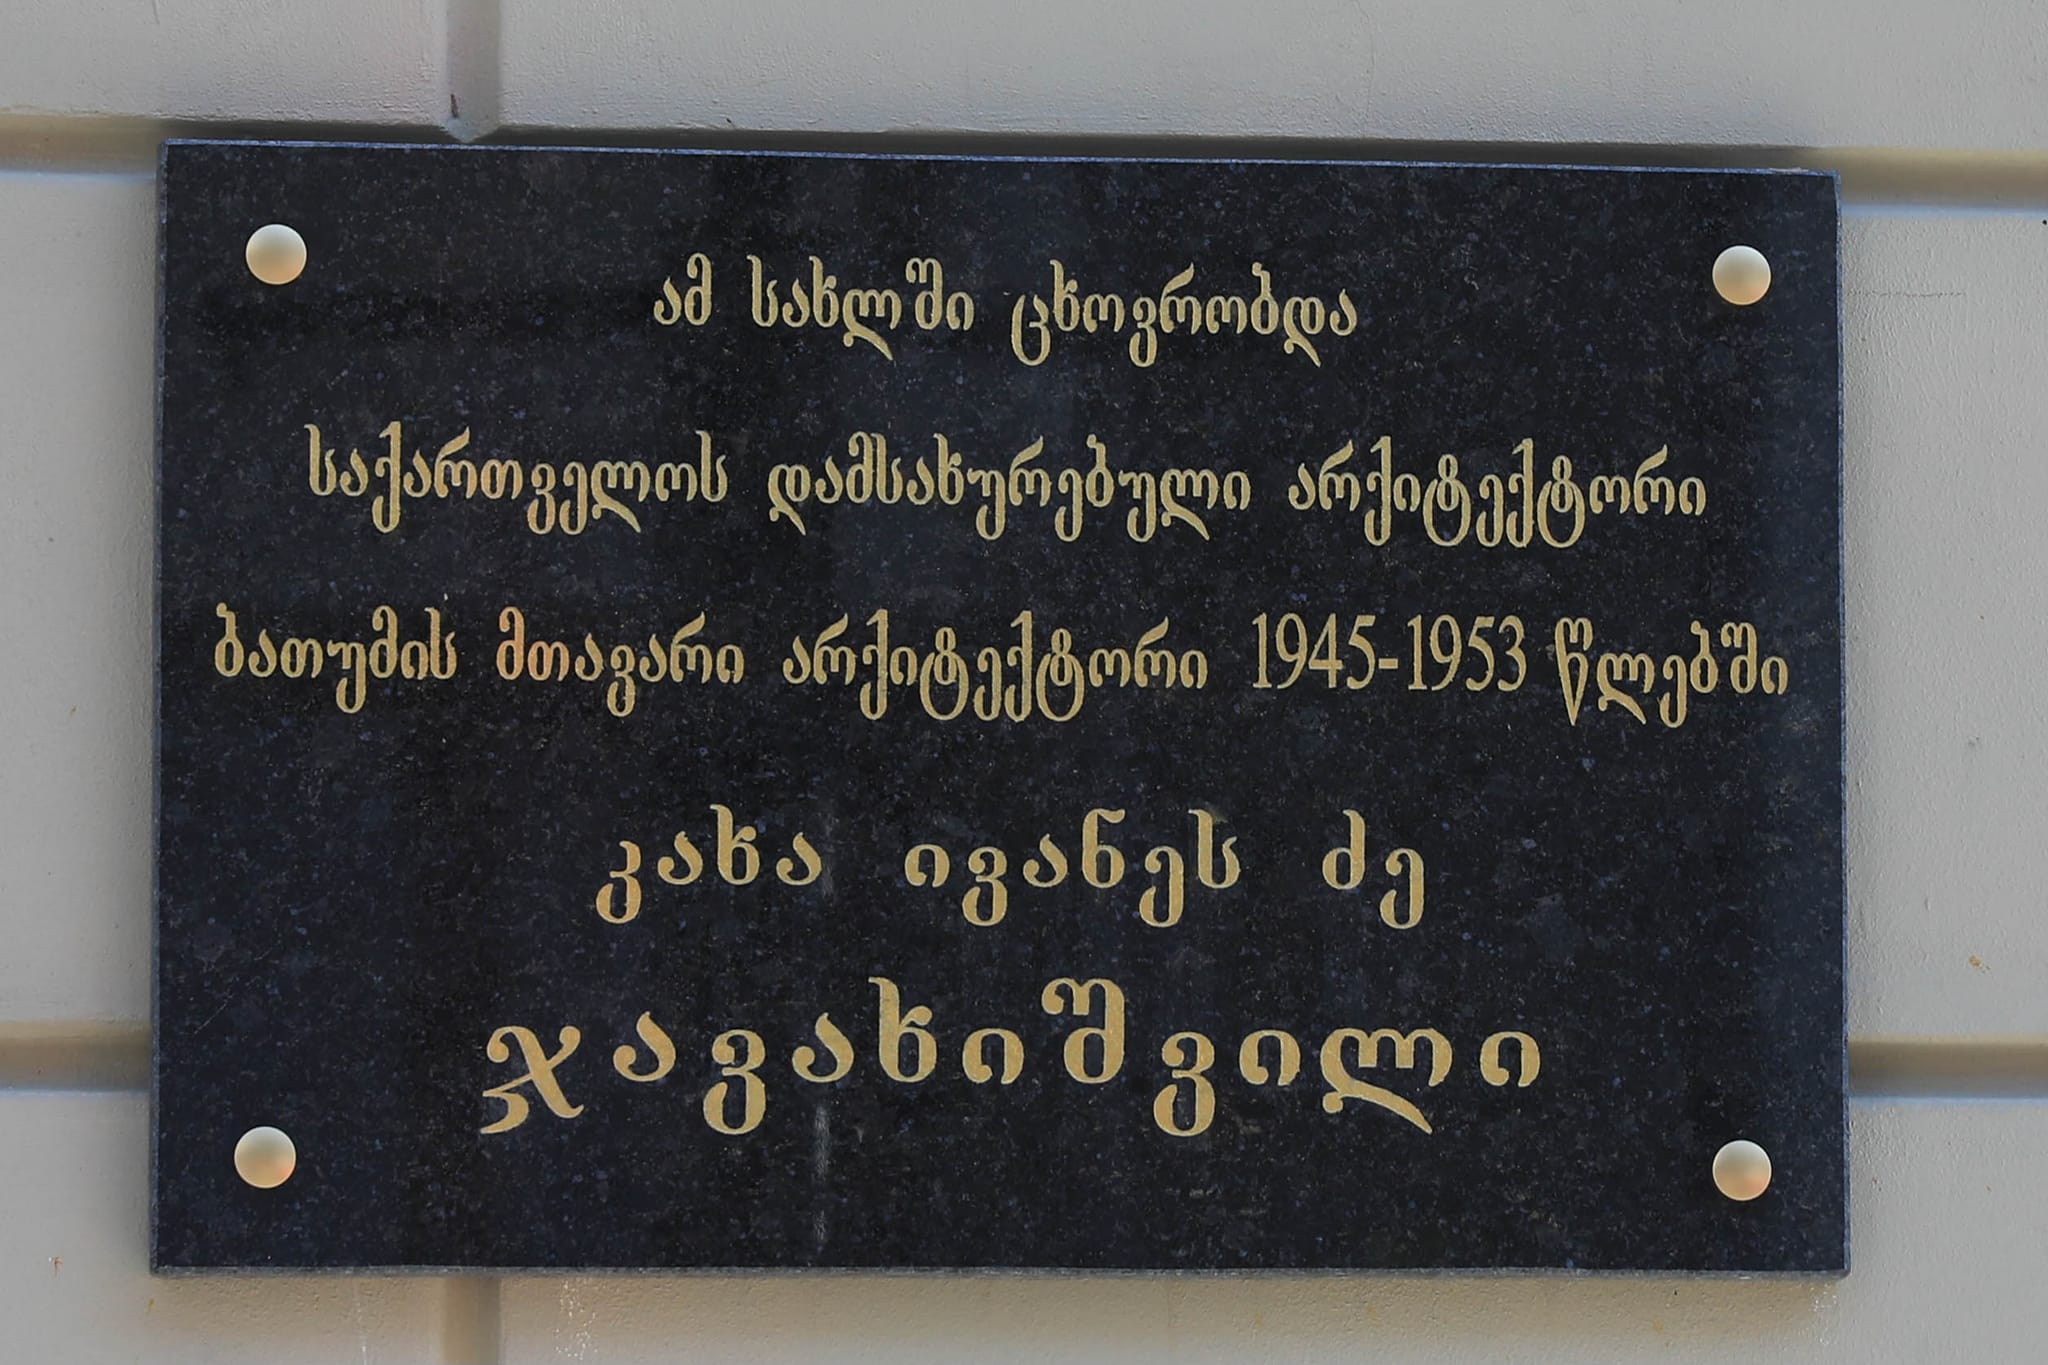 ამ სახლში ცხოვრობდა
საქართველოს დამსახურებული არქიტექტორი
ბათუმის მთავარი არქიტექტორი 1945-1953 წლებში
კახა ივანეს ძე
ჯავახიშვილი